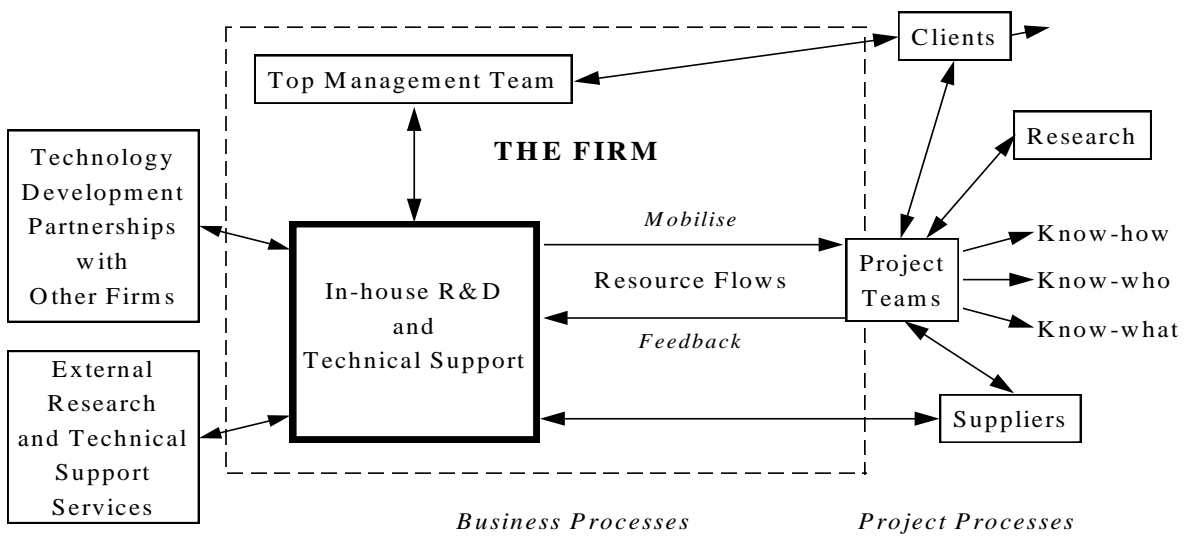 Clients
Top Management Team
THE FIRM
Research
Technology
Development
Partnerships
with
Other Firms
Mobilise
Know-how
Project
Teams
Know-who
In-house R&D
and
Technical Support
Resource Flows
Feedback
Know-what
External
Research
and Technical
Support
Services
Suppliers
Business Processes
Project Processes